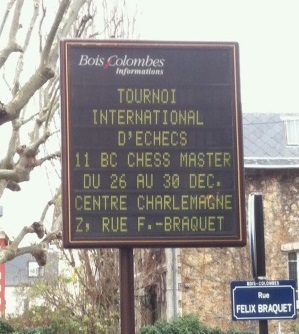 Bois Colombes
Informations
TOURNOI
INTERNATIONAL
D'ECHECS
11 BC CHESS MASTER
DU 26 AU 30 DEC.
CENTRE CHARLEMAGNE
2, RUE F.-BRAQUET
BOIS-COLOMBES
Rue
FELIX BRAQUET